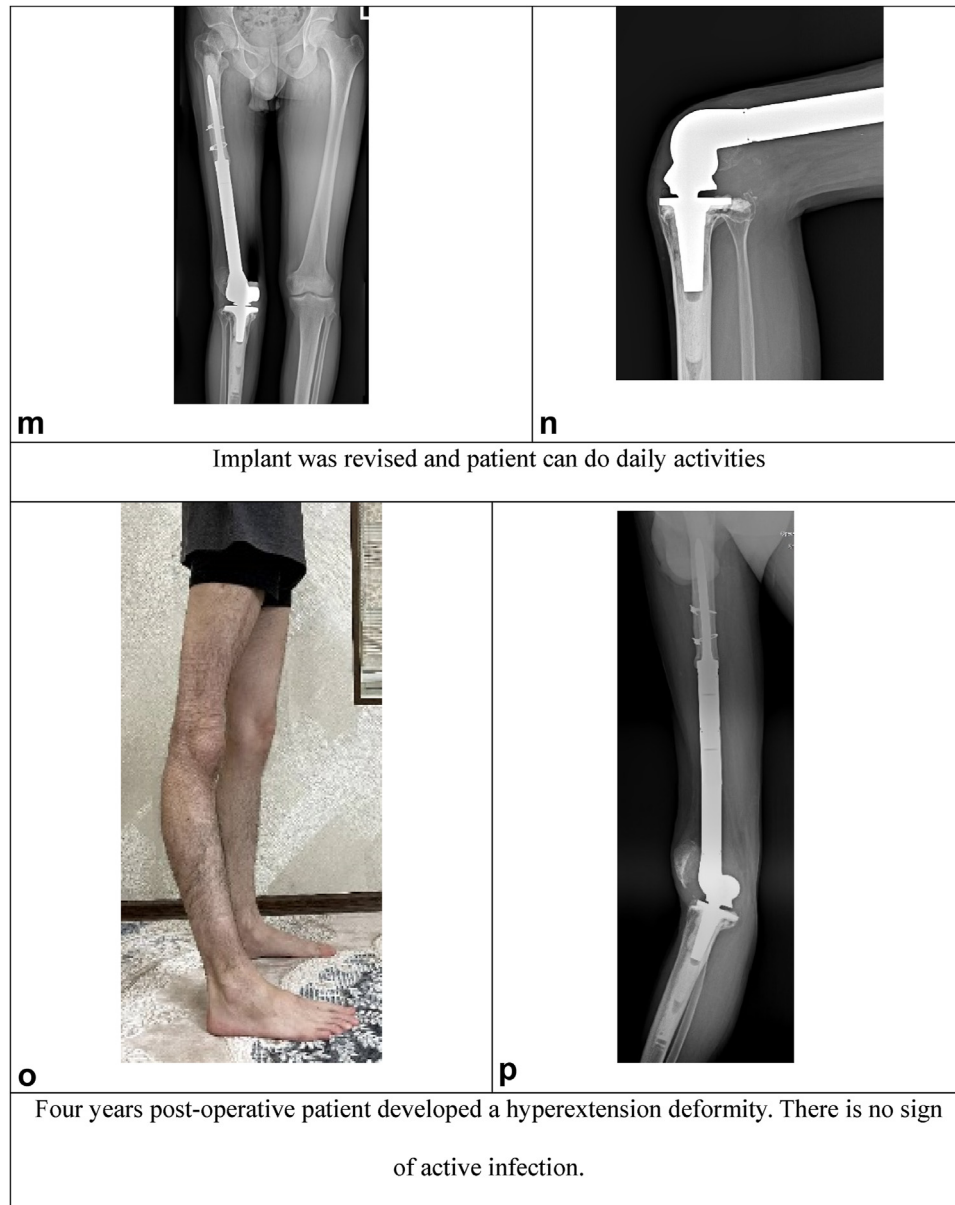 m
n
Implant was revised and patient can do daily activities
o
p
Four years post-operative patient developed a hyperextension deformity. There is no sign
of active infection.